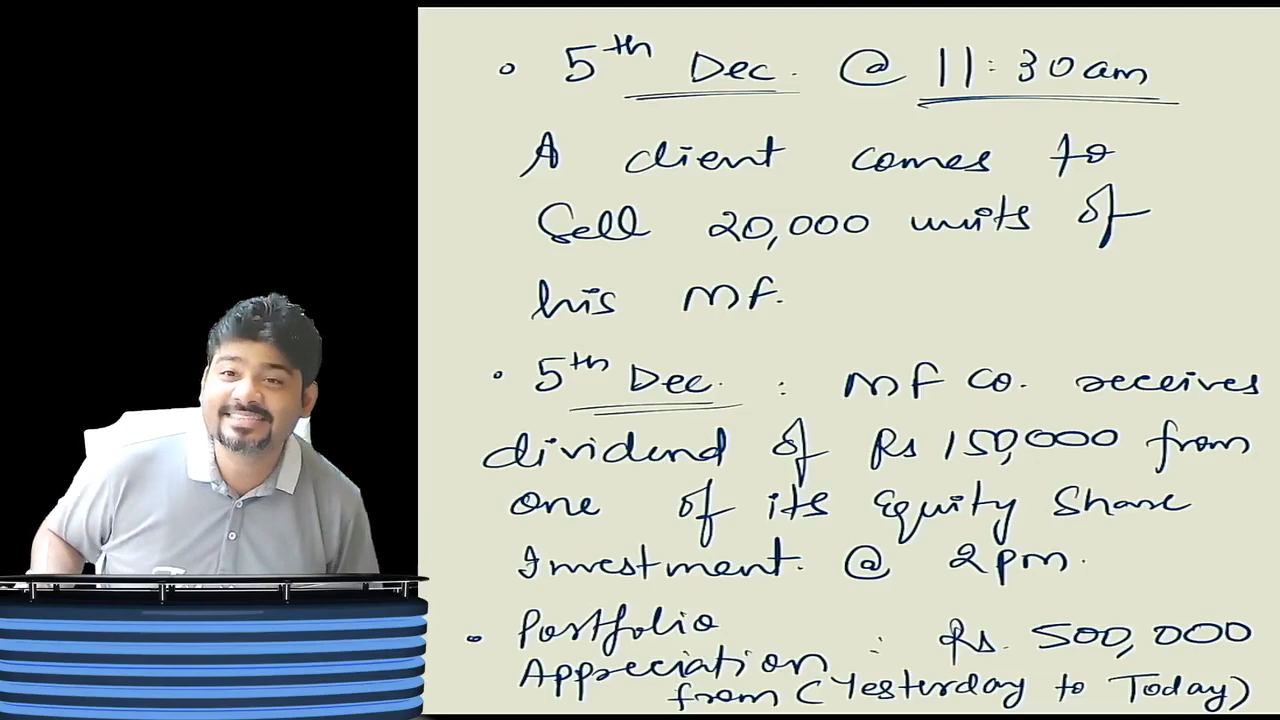 • 5th Dec. @ 11:30am
A client comes to
Sell 20,000 units of
his MF.
• 5th Dec. : MF Co. receives
dividend of Rs 150,000 from
one of its Equity Share
Investment. @ 2pm.
• Portfolio
Appreciation : Rs. 500,000
from (Yesterday to Today)